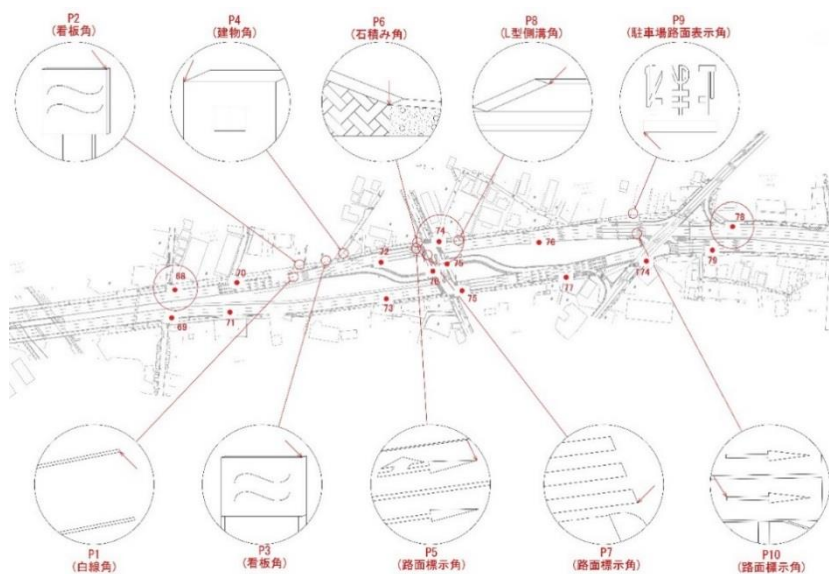 P2
(看板角)
P4
(建物角)
P6
(石積み角)
P8
(L型側溝角)
P9
(駐車場路面表示角)
68
70
72
74
75
76
76
78
69
71
73
75
77
174
79
P1
(白線角)
P3
(看板角)
P5
(路面標示角)
P7
(路面標示角)
P10
(路面標示角)